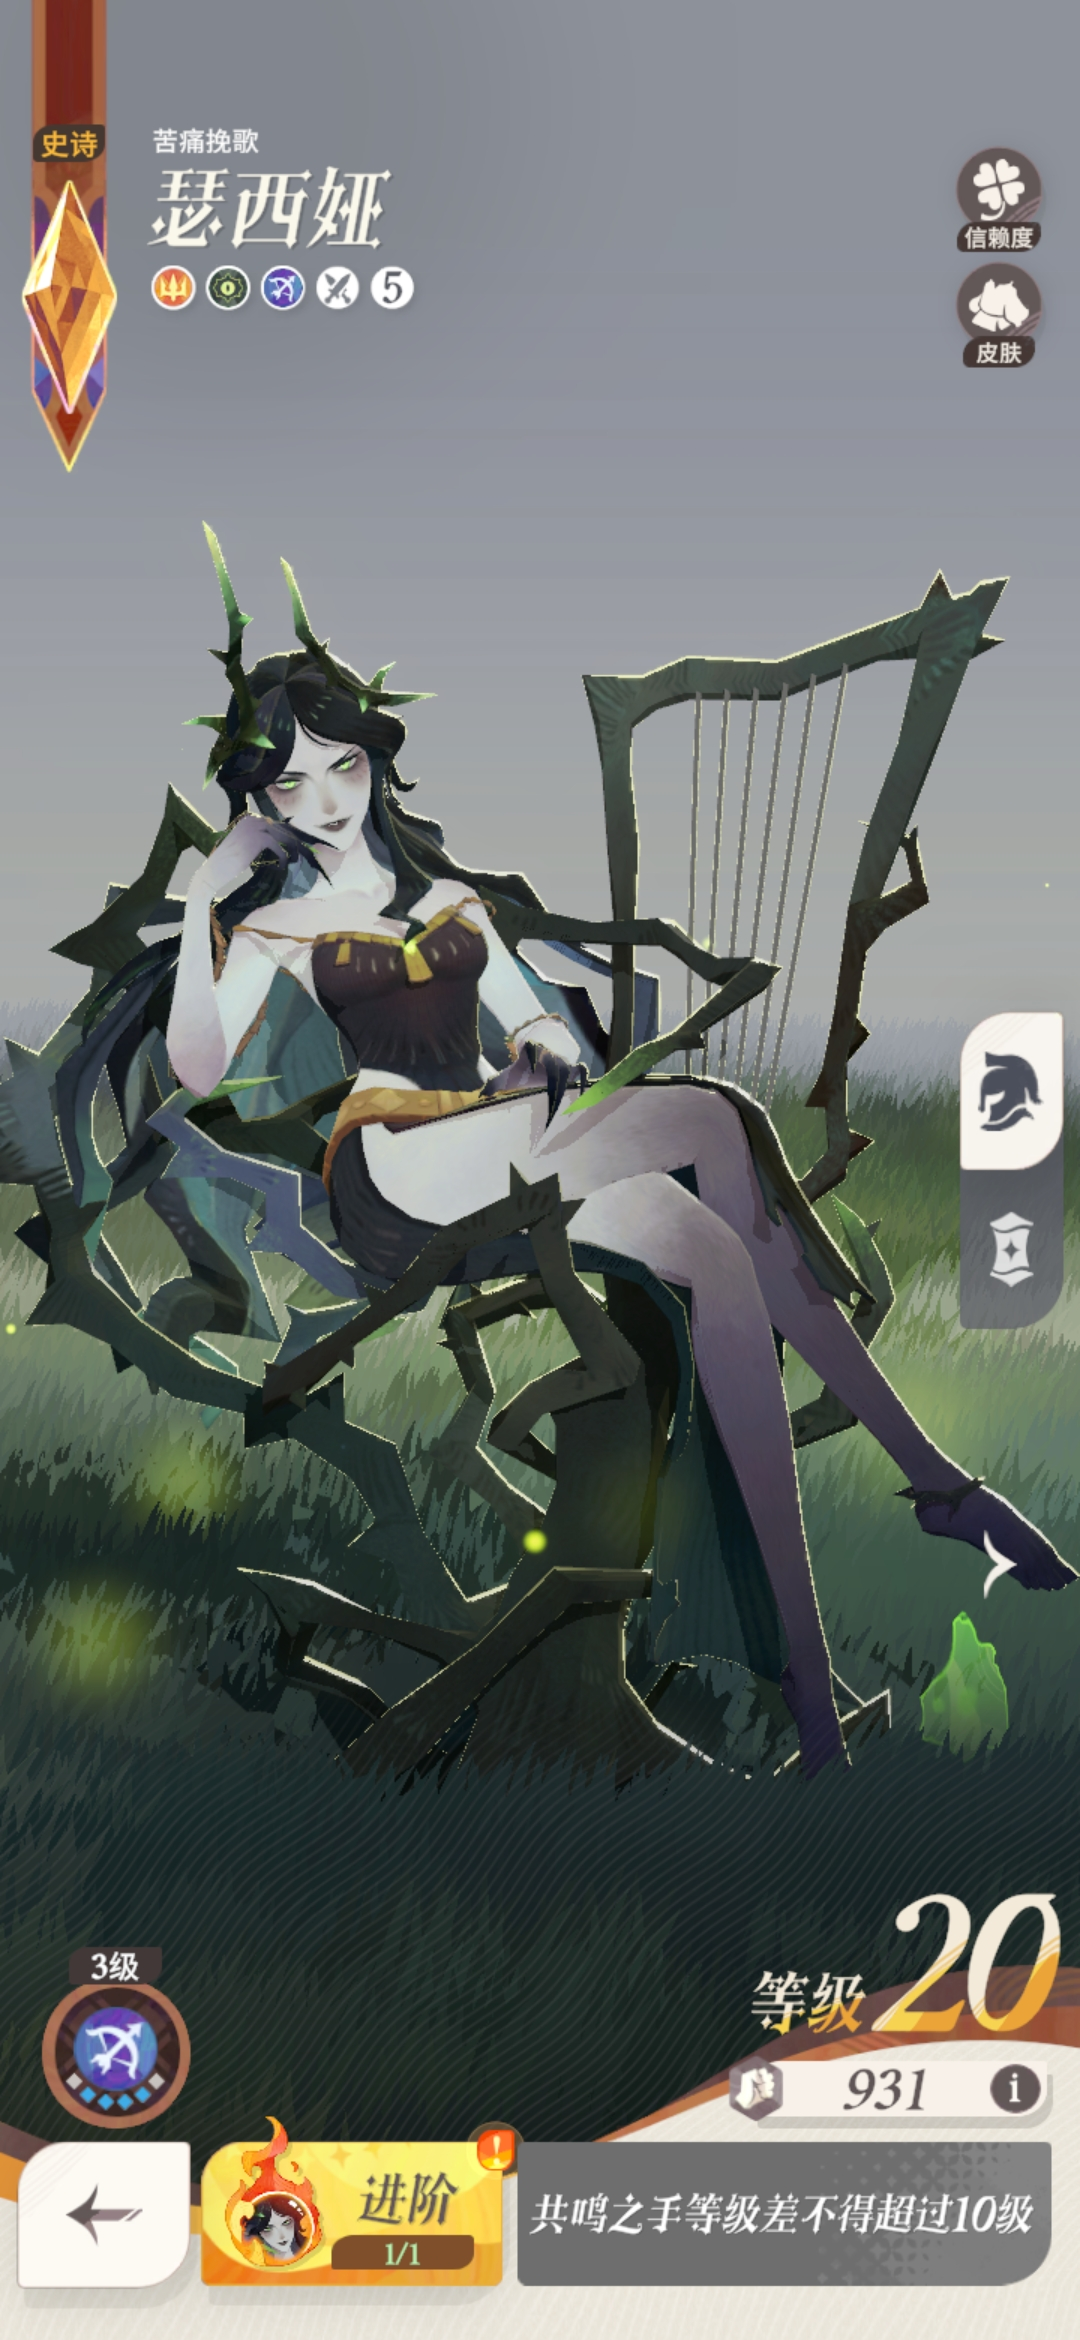 史诗
苦痛挽歌
瑟西娅
5
信赖度
皮肤
3级
等级 20
931
i
进阶
1/1
共鸣之手等级差不得超过10级